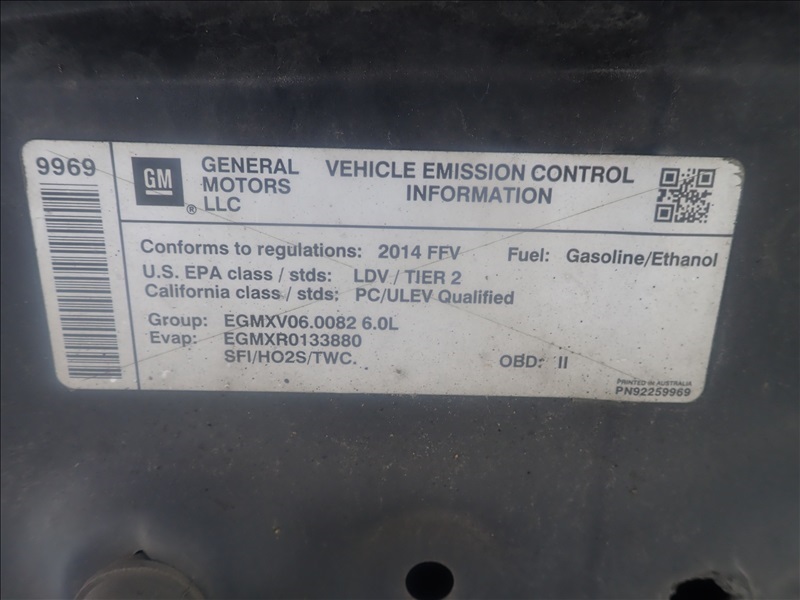 9969
GM
®
GENERAL
MOTORS
LLC
VEHICLE EMISSION CONTROL
INFORMATION
Conforms to regulations: 2014 FFV Fuel: Gasoline/Ethanol
U.S. EPA class / stds: LDV / TIER 2
California class / stds: PC/ULEV Qualified
Group: EGMXV06.0082 6.0L
Evap: EGMXR0133880
SFI/HO2S/TWC. OBD: II
PRINTED IN AUSTRALIA
PN92259969